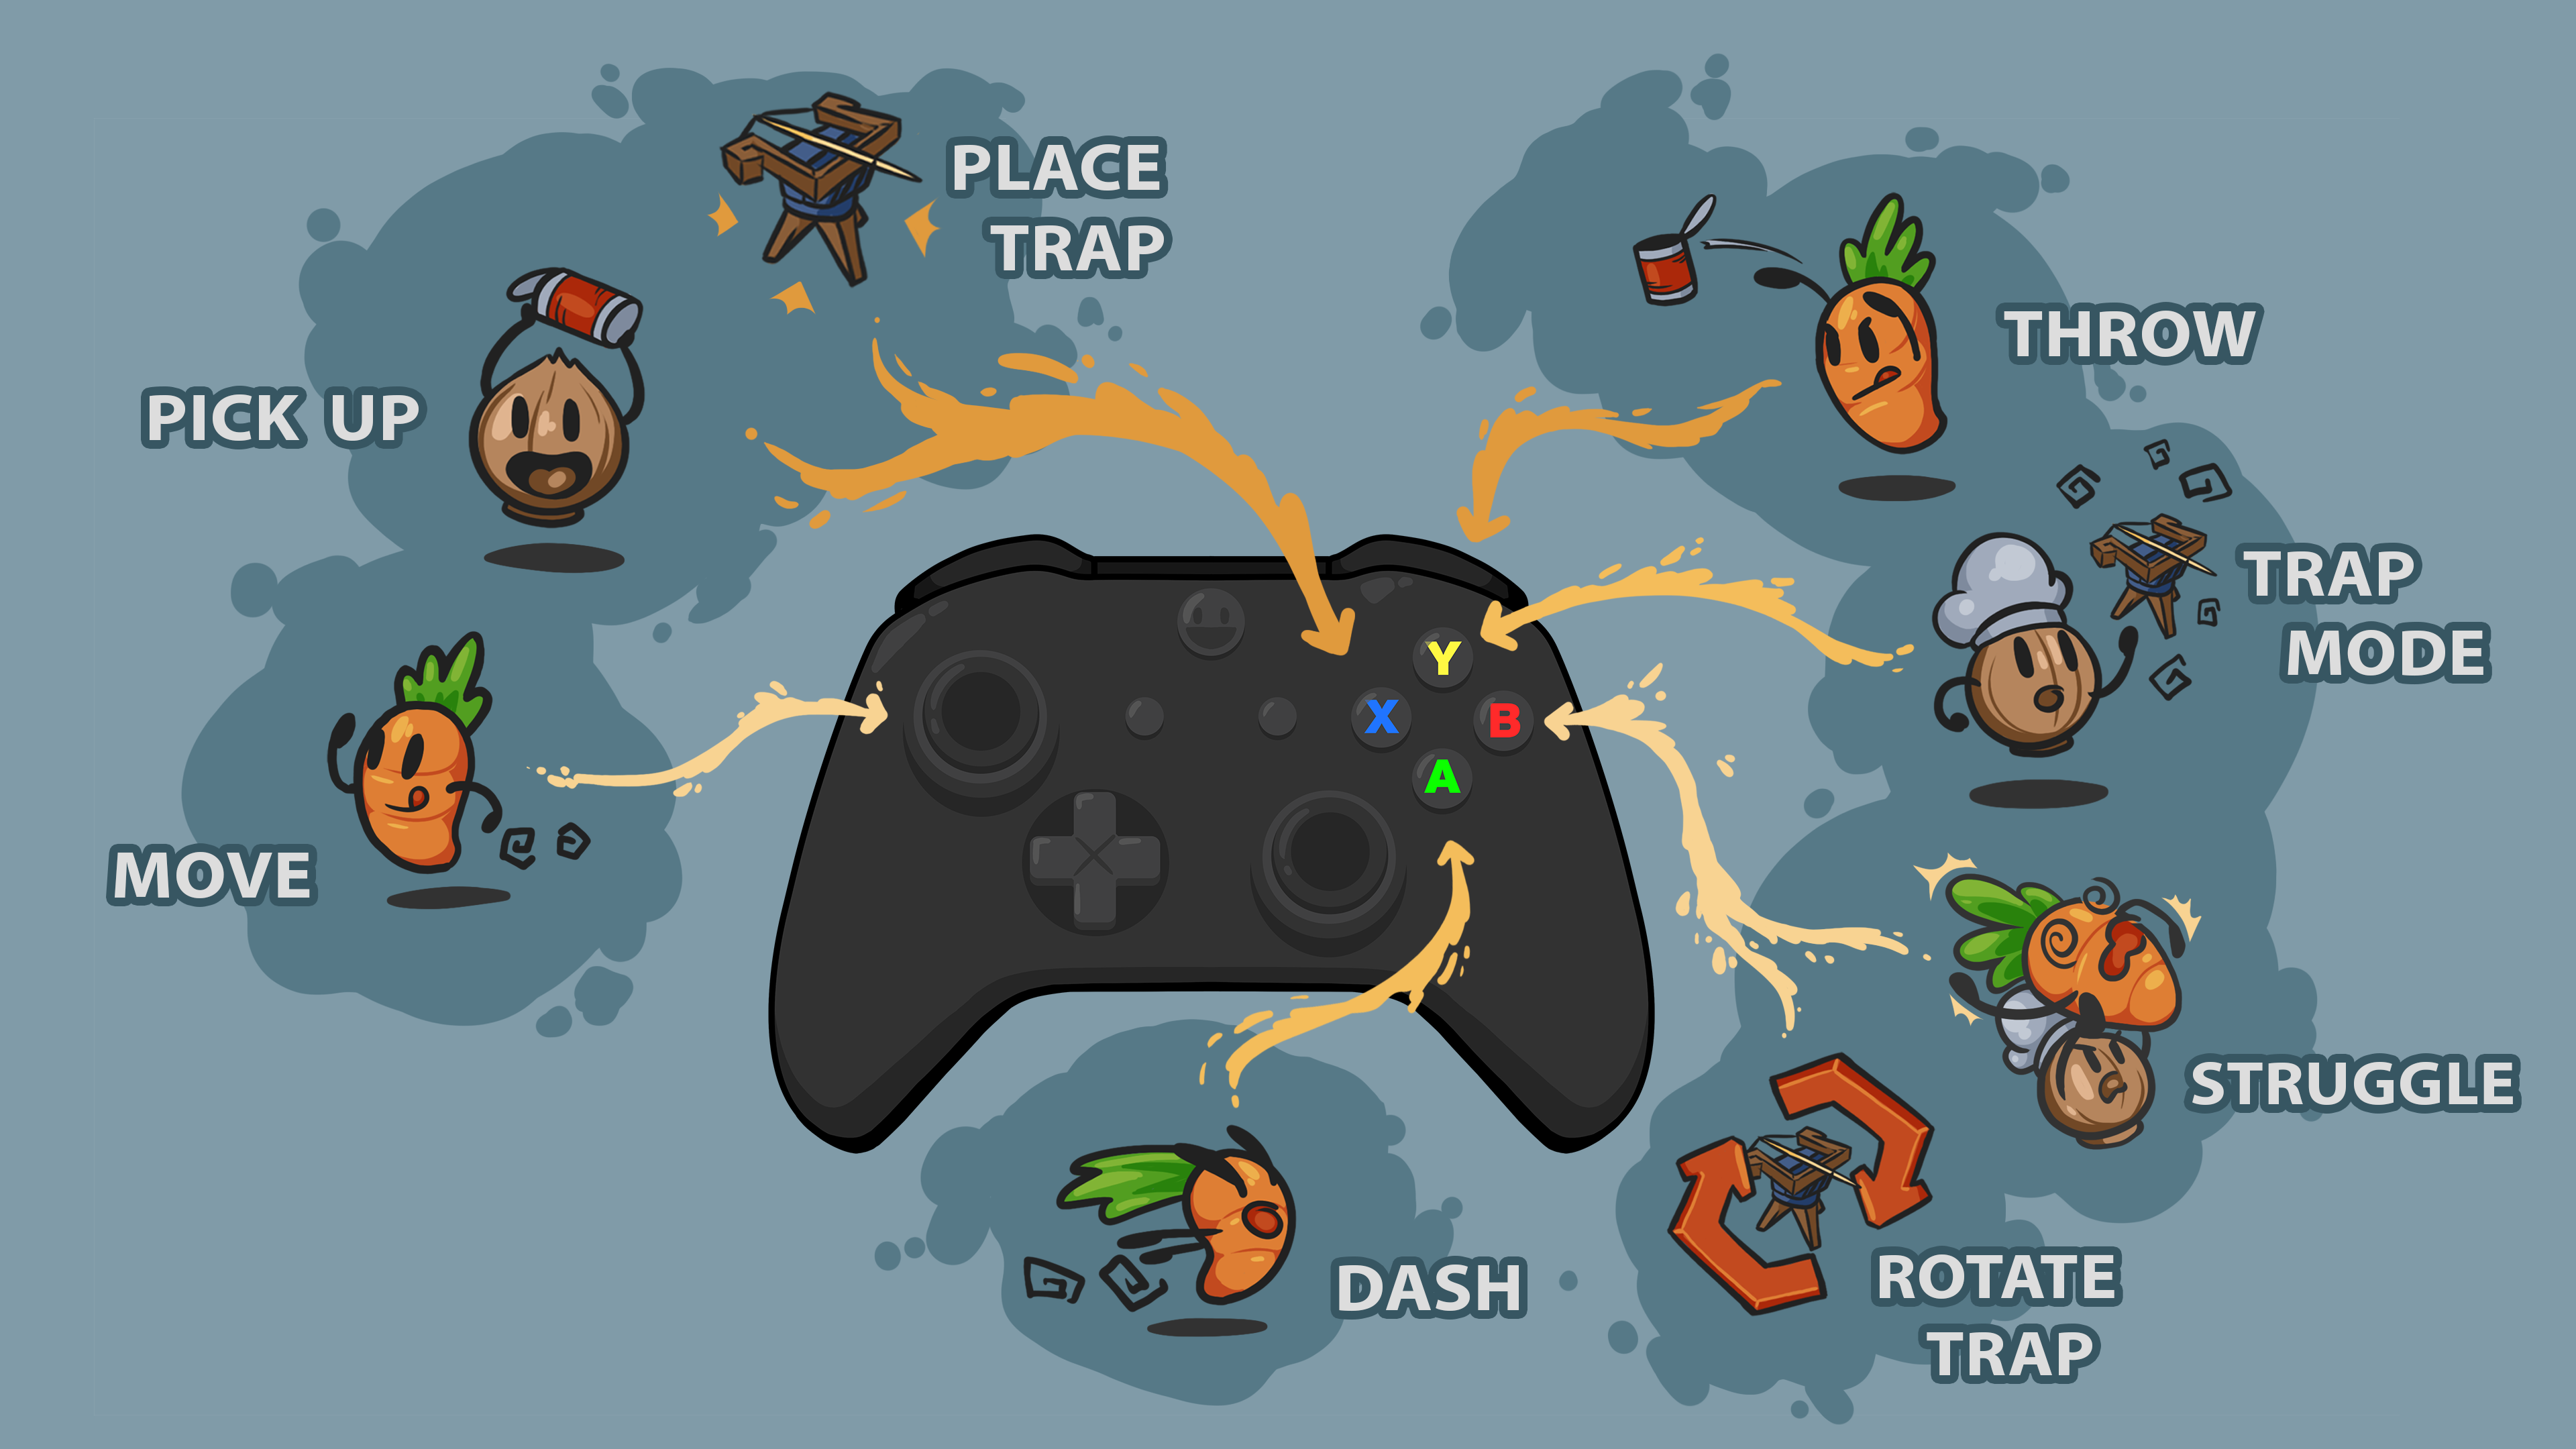 PLACE
TRAP
PICK UP
MOVE
THROW
TRAP
MODE
Y
X
B
A
STRUGGLE
DASH
ROTATE
TRAP